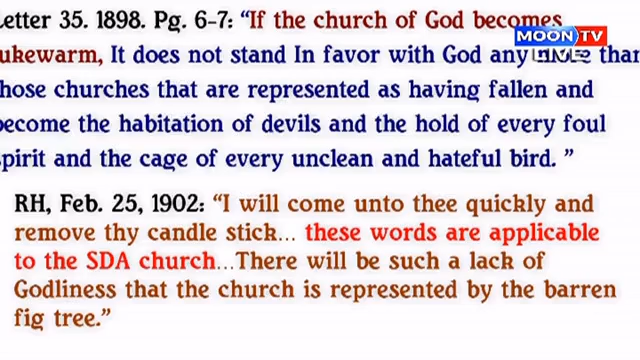 etter 35. 1898. Pg. 6-7: “If the church of God becomes
MOON TV
LIVE
ukewarm, It does not stand In favor with God any than
hose churches that are represented as having fallen and
ecome the habitation of devils and the hold of every foul
pirit and the cage of every unclean and hateful bird. ”
RH, Feb. 25, 1902: “I will come unto thee quickly and
remove thy candle stick... these words are applicable
to the SDA church...There will be such a lack of
Godliness that the church is represented by the barren
fig tree.”